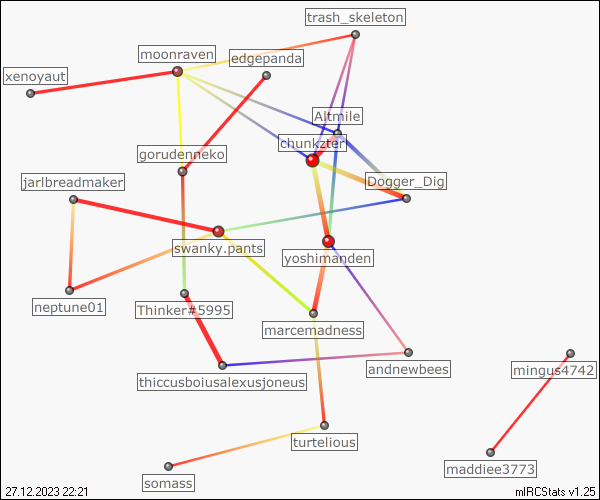 trash_skeleton
moonraven
edgepanda
xenoyaut
Altmile
chunkzter
gorudenneko
jarlbreadmaker
Dogger_Dig
swanky.pants
yoshimanden
neptune01
Thinker#5995
marcemadness
andnewbees
mingus4742
thiccusboiusalexusjoneus
turtelious
maddiee3773
somass
27.12.2023 22:21
mIRCStats v1.25